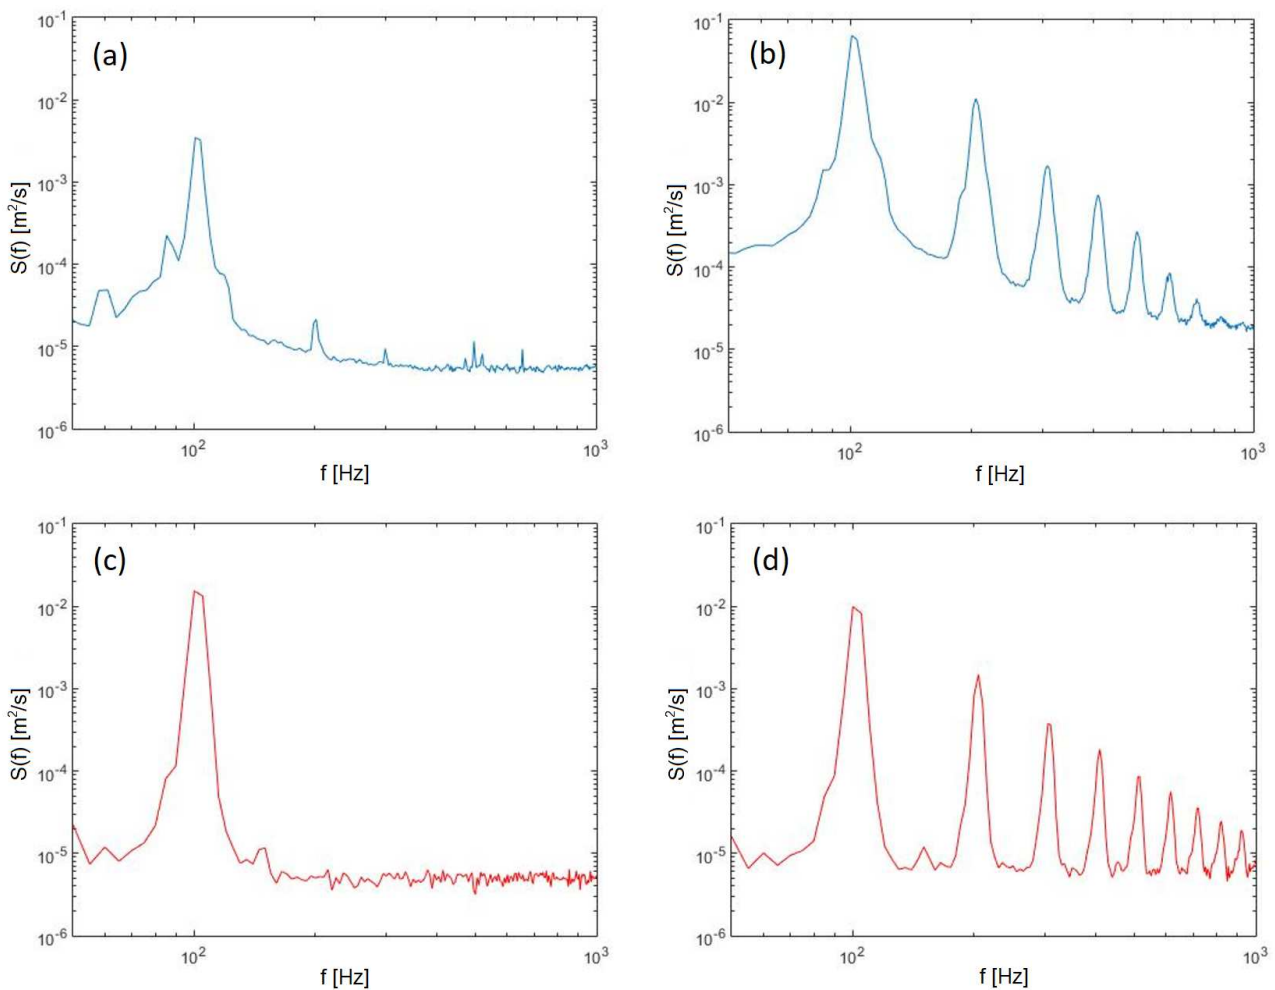 (a)
10⁻¹
10⁻²
10⁻³
10⁻⁴
10⁻⁵
10⁻⁶
S(f) [m²/s]
10² 10³
f [Hz]
(b)
10⁻¹
10⁻²
10⁻³
10⁻⁴
10⁻⁵
10⁻⁶
S(f) [m²/s]
10² 10³
f [Hz]
(c)
10⁻¹
10⁻²
10⁻³
10⁻⁴
10⁻⁵
10⁻⁶
S(f) [m²/s]
10² 10³
f [Hz]
(d)
10⁻¹
10⁻²
10⁻³
10⁻⁴
10⁻⁵
10⁻⁶
S(f) [m²/s]
10² 10³
f [Hz]